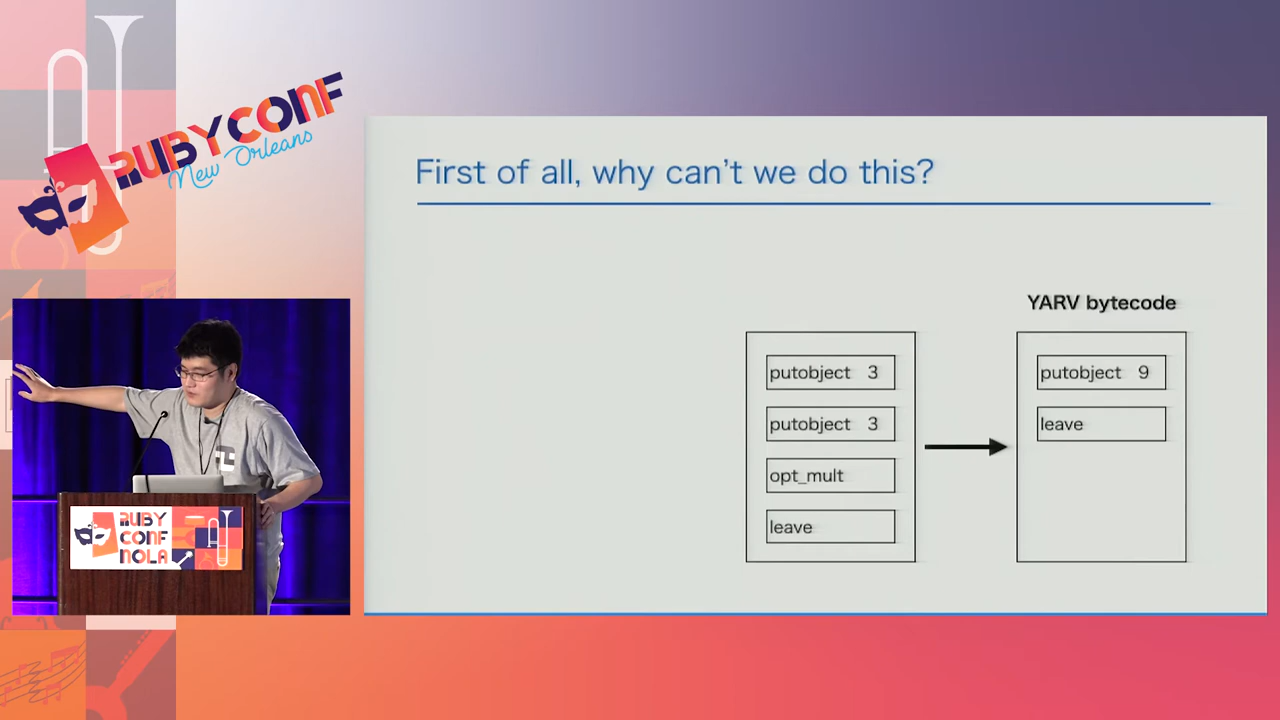 RUBYCONF
New Orleans
First of all, why can't we do this?
YARV bytecode
putobject 3
putobject 3
opt_mult
leave
putobject 9
leave
RUBY
CONF
NOLA